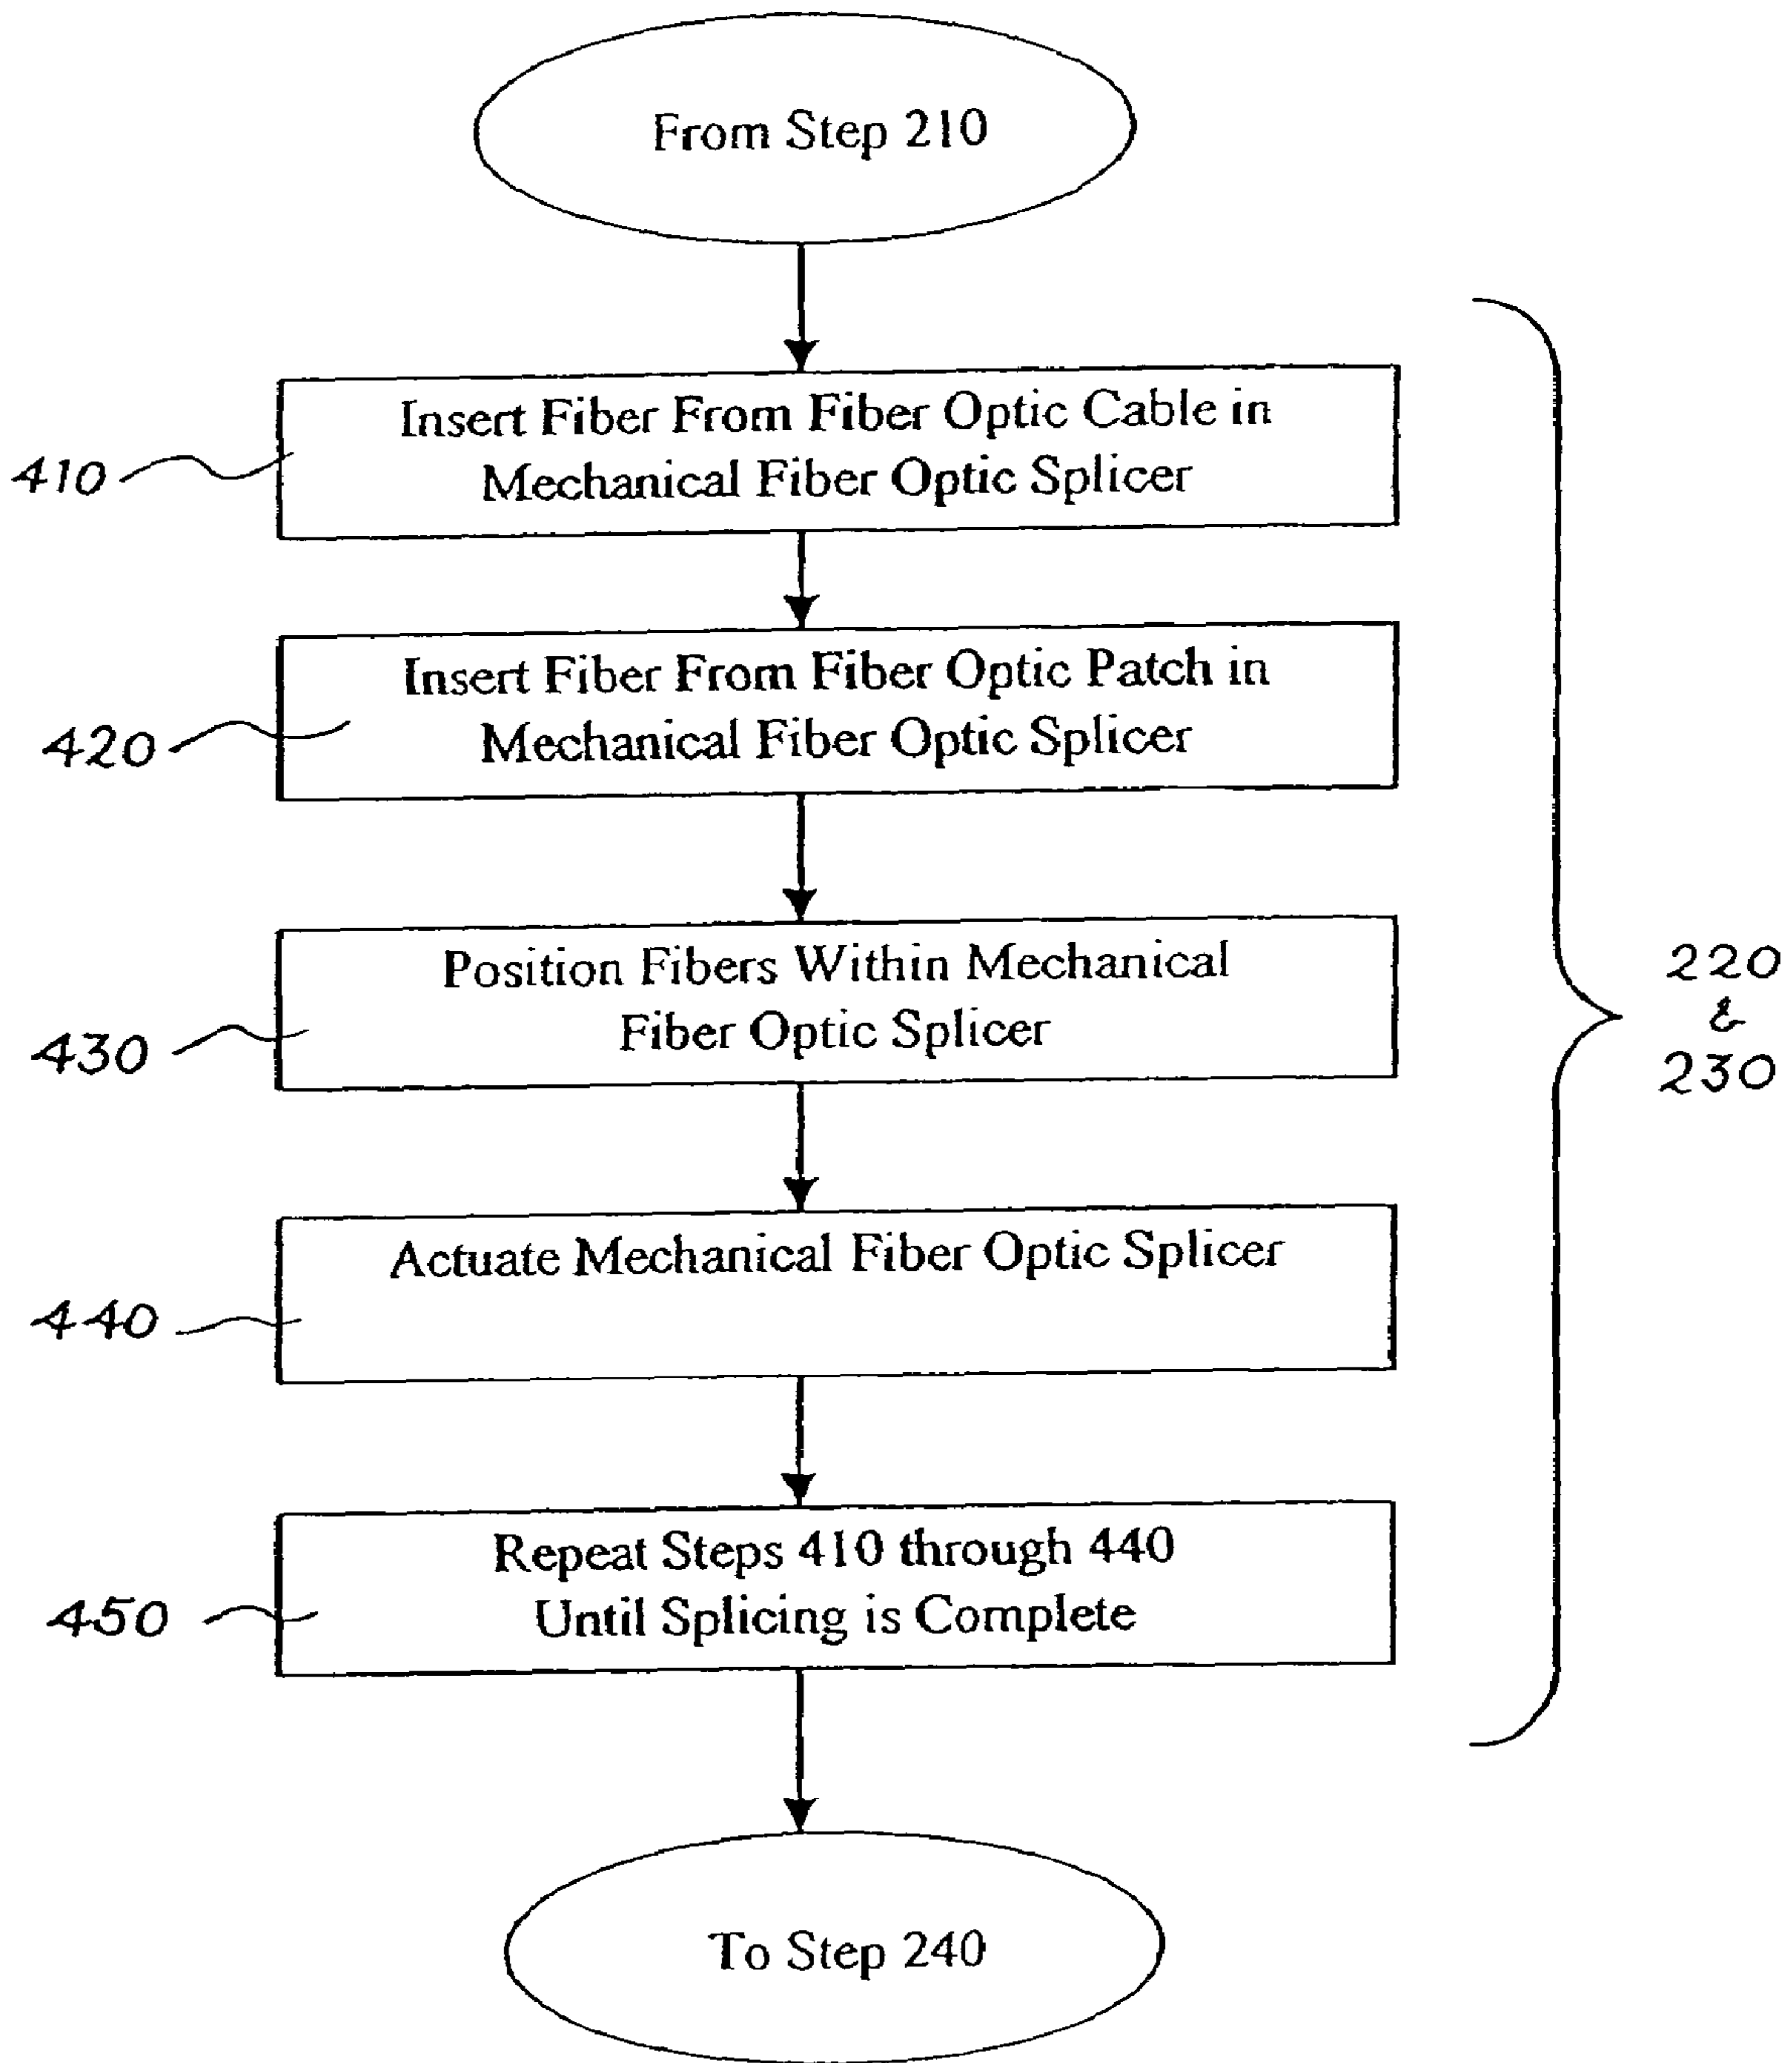 From Step 210
Insert Fiber From Fiber Optic Cable in
Mechanical Fiber Optic Splicer
410
Insert Fiber From Fiber Optic Patch in
Mechanical Fiber Optic Splicer
420
Position Fibers Within Mechanical
Fiber Optic Splicer
430
220
&
230
Actuate Mechanical Fiber Optic Splicer
440
Repeat Steps 410 through 440
Until Splicing is Complete
450
To Step 240